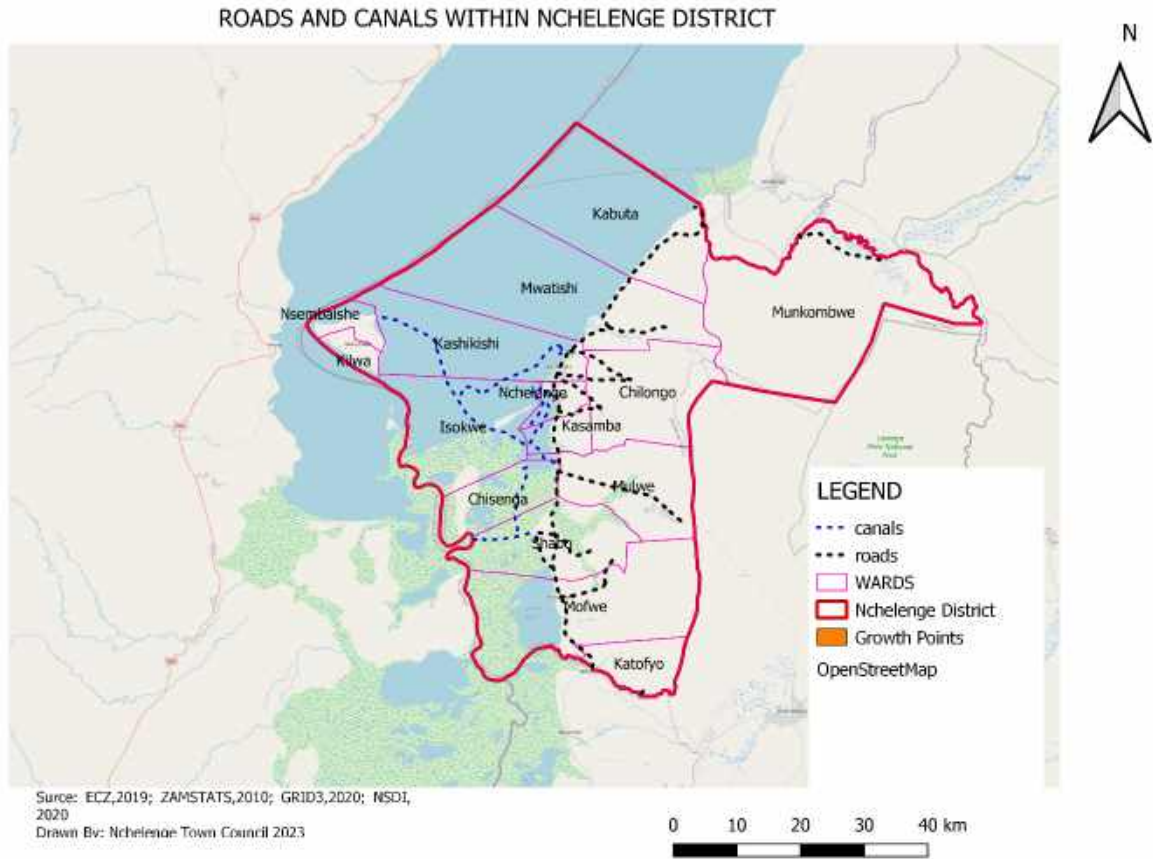 ROADS AND CANALS WITHIN NCHELENGE DISTRICT
N
Kabuta
Mwatishi
Munkombwe
Nsembaishe
Kashikishi
Kilwa
Nchelenge
Chilongo
Isokwe
Kasamba
Mulwe
Chisenga
Shabo
Mofwe
Katofyo
LEGEND
canals
roads
WARDS
Nchelenge District
Growth Points
OpenStreetMap
Surce: ECZ,2019; ZAMSTATS,2010; GRID3,2020; NSDI,
2020
Drawn By: Nchelenge Town Council 2023
0 10 20 30 40 km